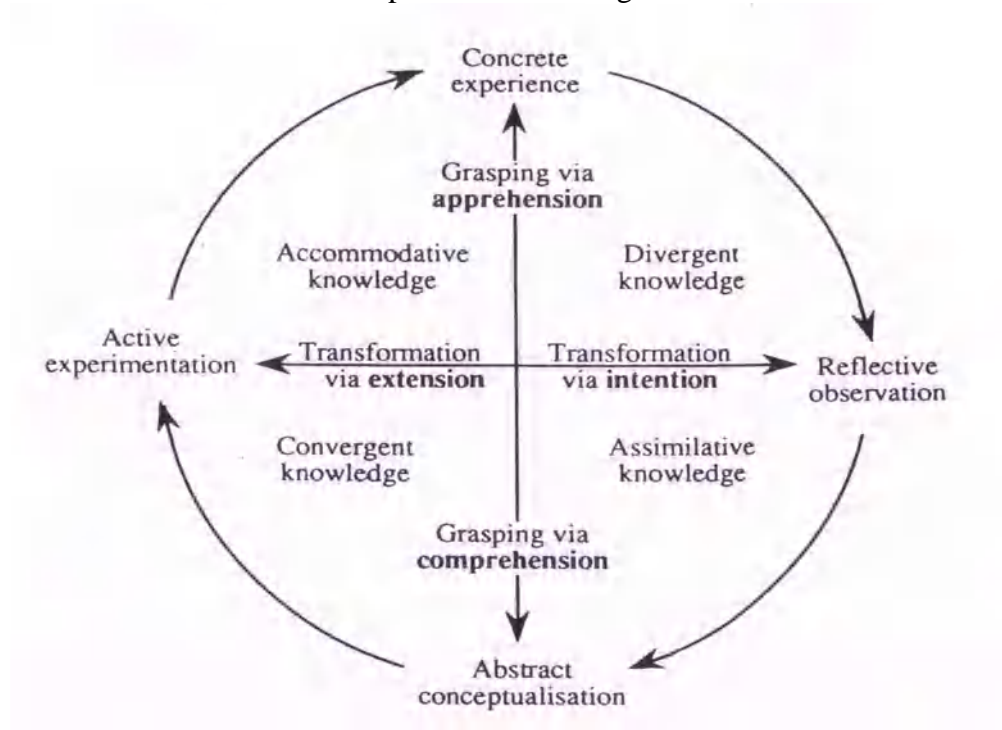 Concrete
experience
Grasping via
apprehension
Accommodative
knowledge
Divergent
knowledge
Active
experimentation
Transformation
via extension
Transformation
via intention
Reflective
observation
Convergent
knowledge
Assimilative
knowledge
Grasping via
comprehension
Abstract
conceptualisation